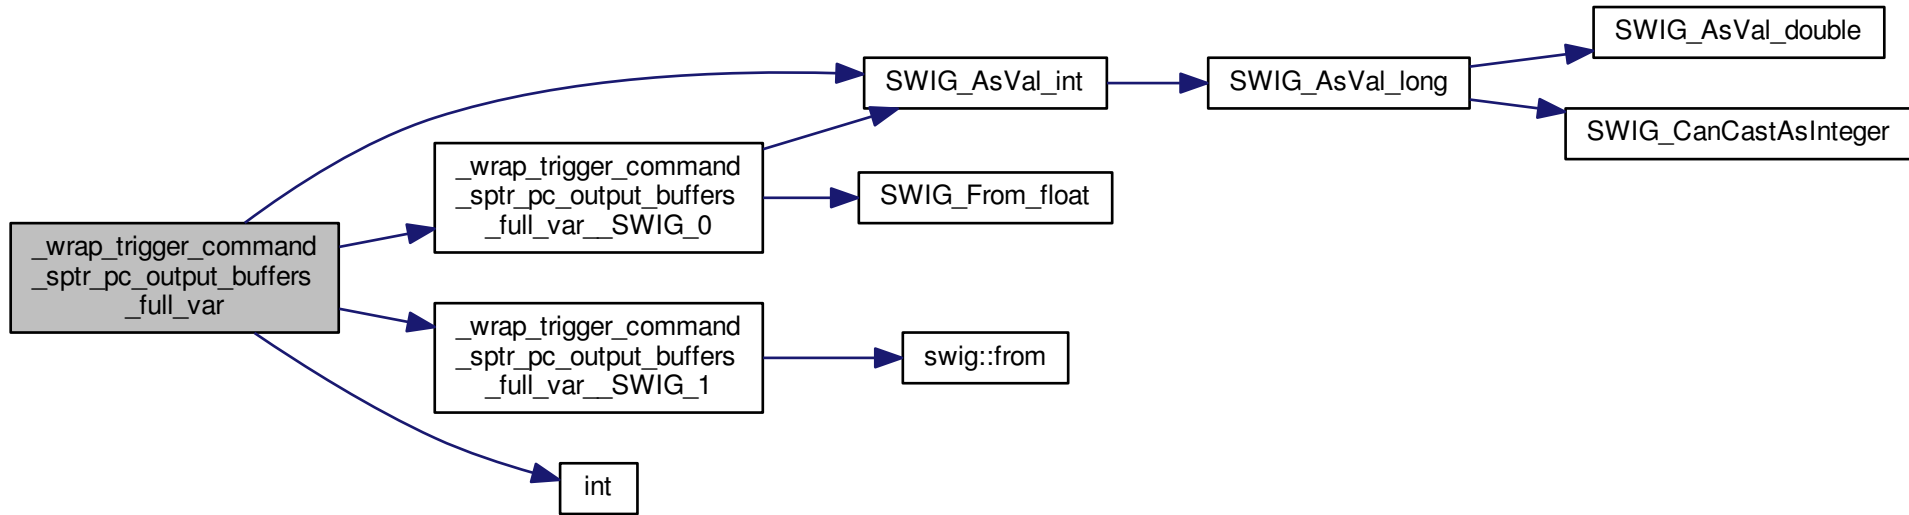 _wrap_trigger_command
_sptr_pc_output_buffers
_full_var
_wrap_trigger_command
_sptr_pc_output_buffers
_full_var__SWIG_0
_wrap_trigger_command
_sptr_pc_output_buffers
_full_var__SWIG_1
int
SWIG_AsVal_int
SWIG_From_float
swig::from
SWIG_AsVal_long
SWIG_AsVal_double
SWIG_CanCastAsInteger